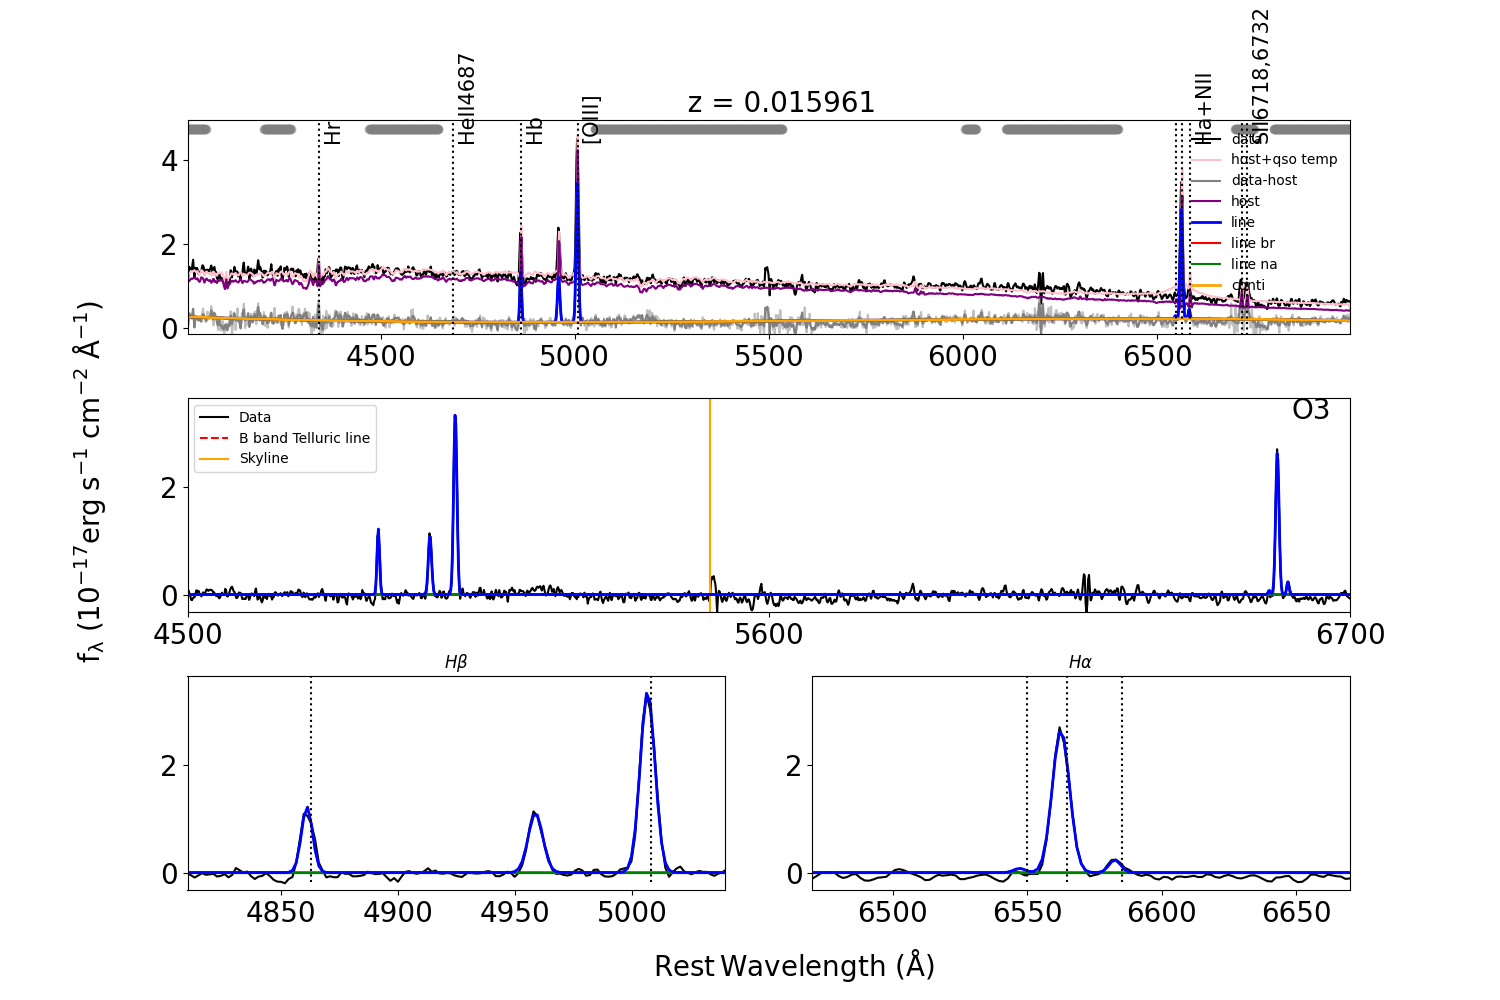 z = 0.015961
Hr
HeII4687
Hb
[OIII]
Ha+NII
SII6718,6732
data
host+qso temp
data-host
host
line
line br
line na
conti
4
2
0
4500 5000 5500 6000 6500
O3
Data
B band Telluric line
Skyline
2
0
4500 5600 6700
fλ (10⁻¹⁷erg s⁻¹ cm⁻² Å⁻¹)
Hβ
2
0
4850 4900 4950 5000
Hα
2
0
6500 6550 6600 6650
Rest Wavelength (Å)